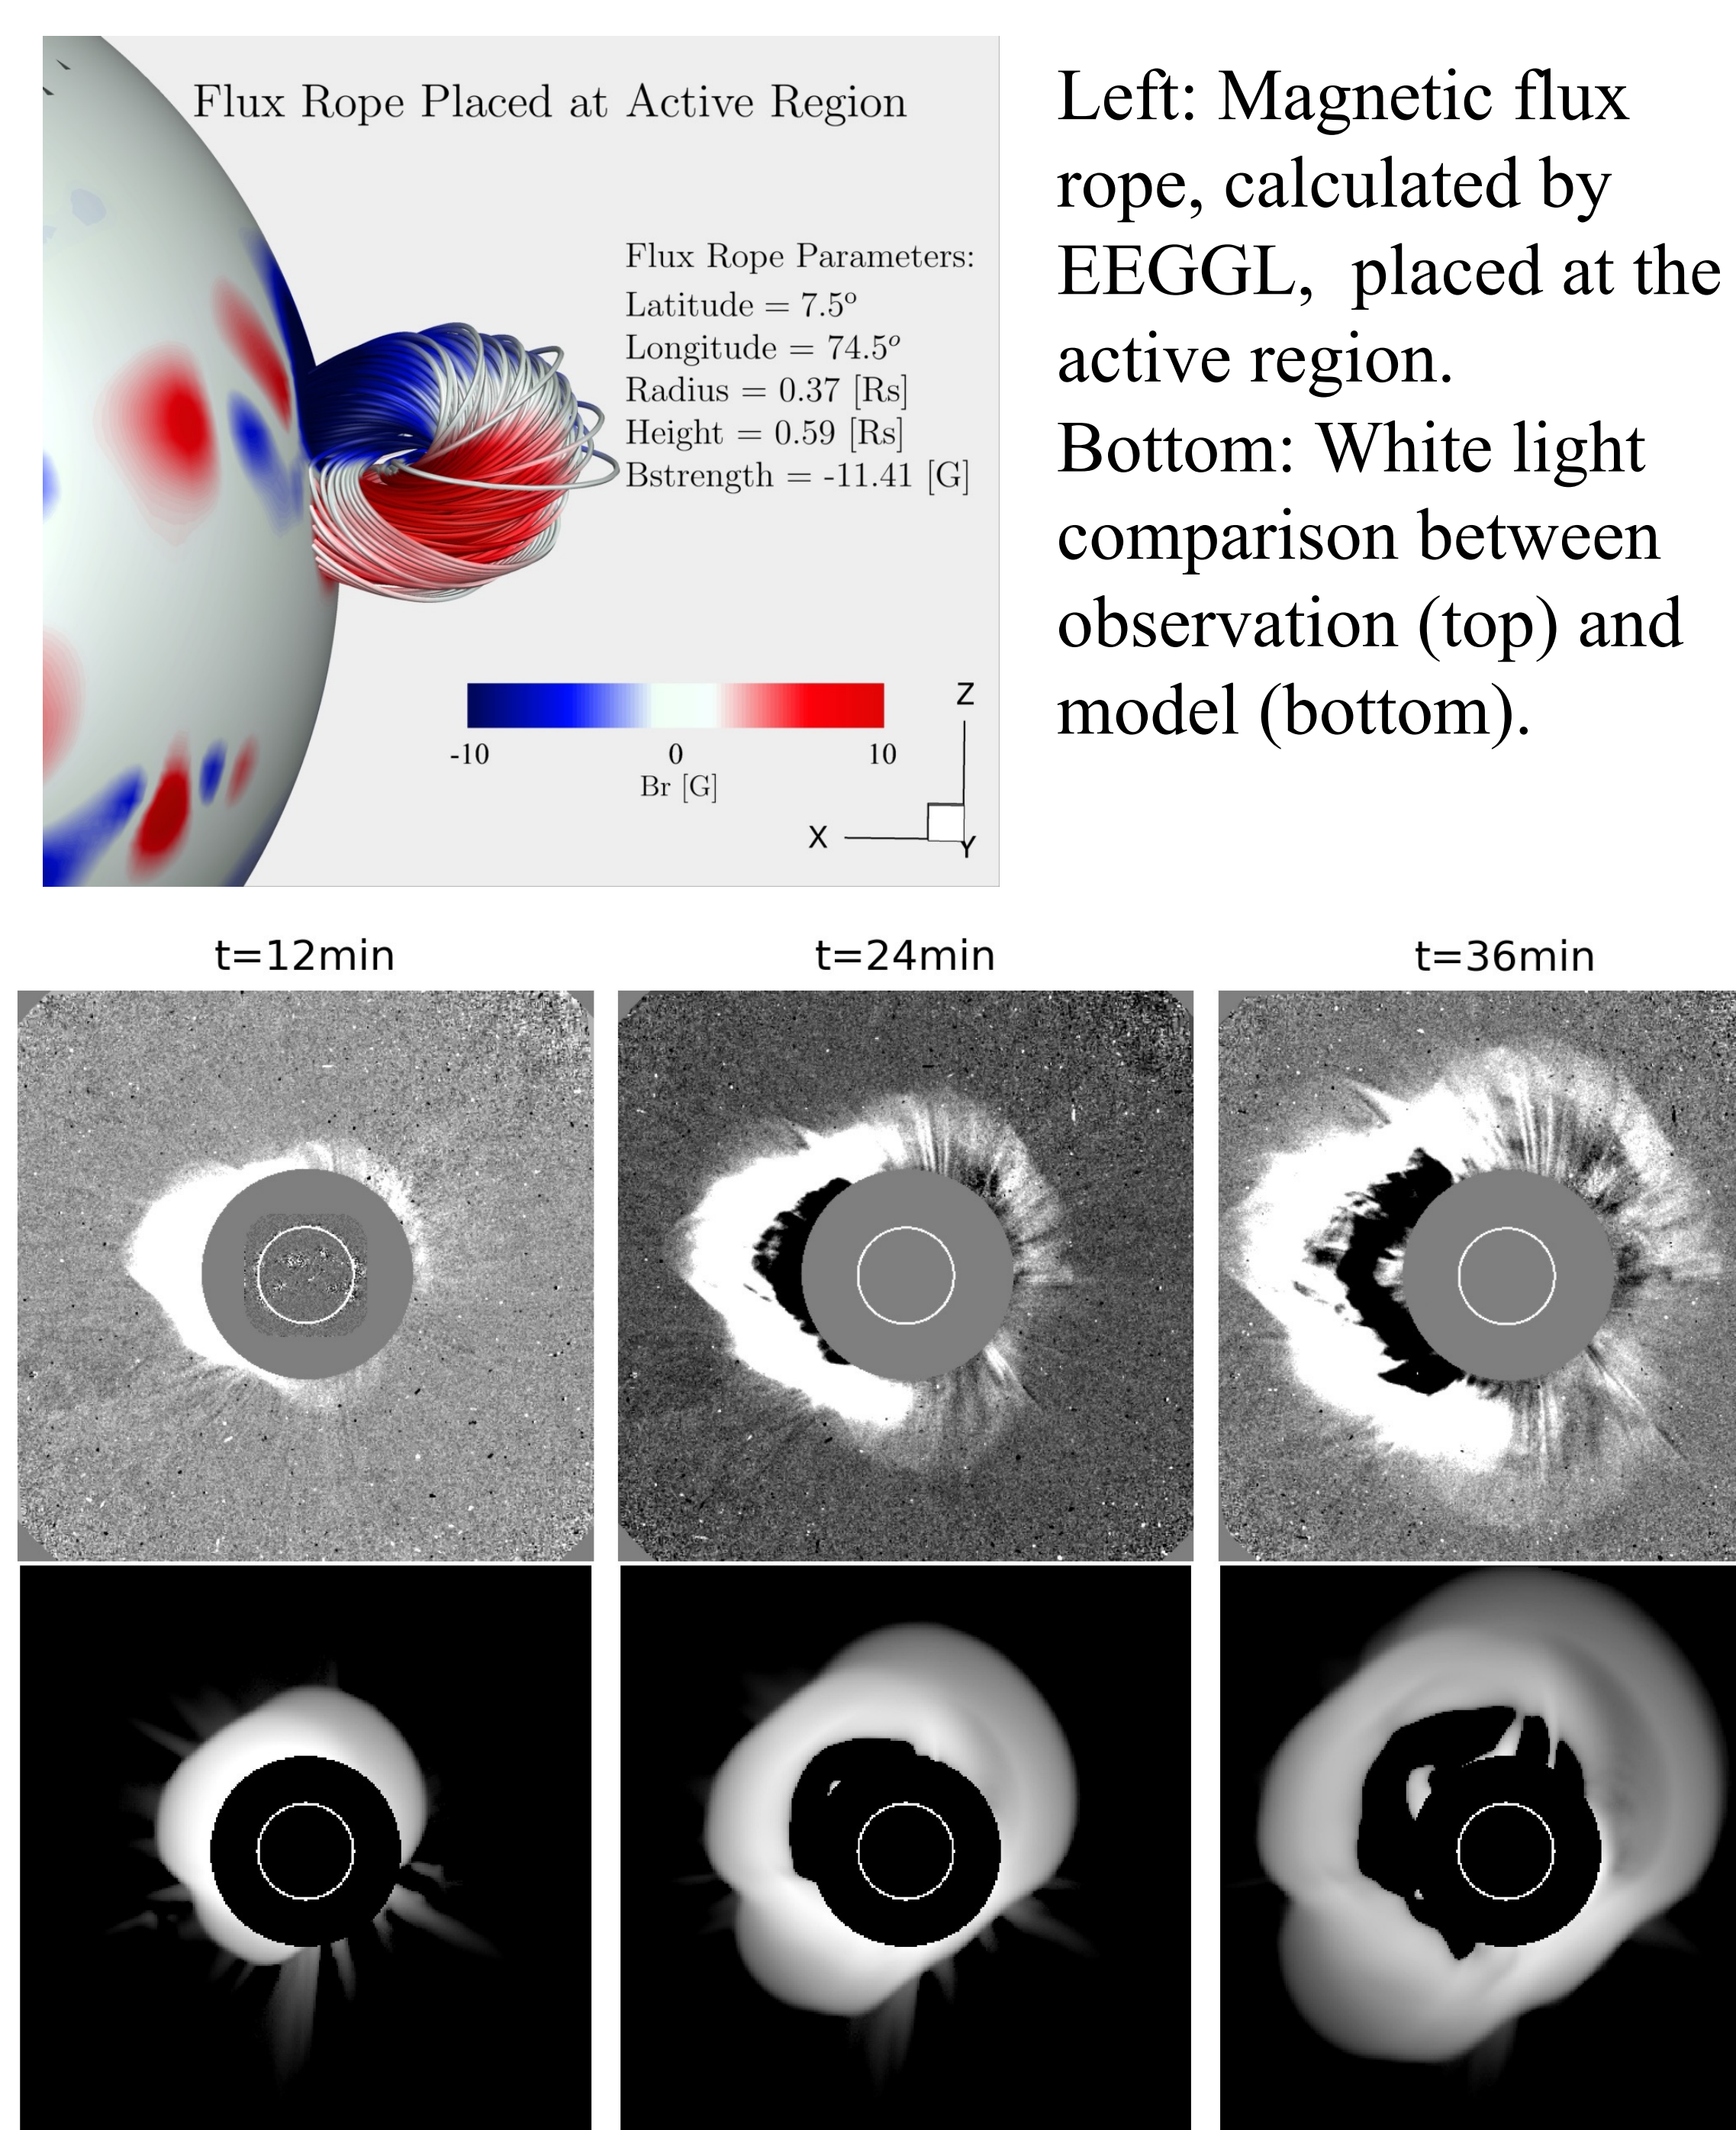 Flux Rope Placed at Active Region
Flux Rope Parameters:
Latitude = 7.5º
Longitude = 74.5º
Radius = 0.37 [Rs]
Height = 0.59 [Rs]
Bstrength = -11.41 [G]
-10 0 10
Br [G]
Z
X
Y
Left: Magnetic flux
rope, calculated by
EEGGL, placed at the
active region.
Bottom: White light
comparison between
observation (top) and
model (bottom).
t=12min t=24min t=36min